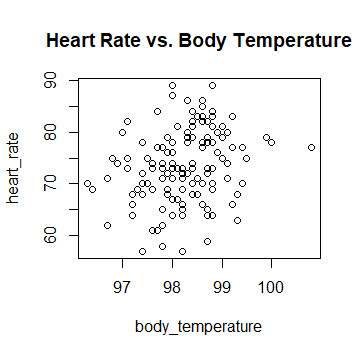 Heart Rate vs. Body Temperature
heart_rate
90
80
70
60
97 98 99 100
body_temperature